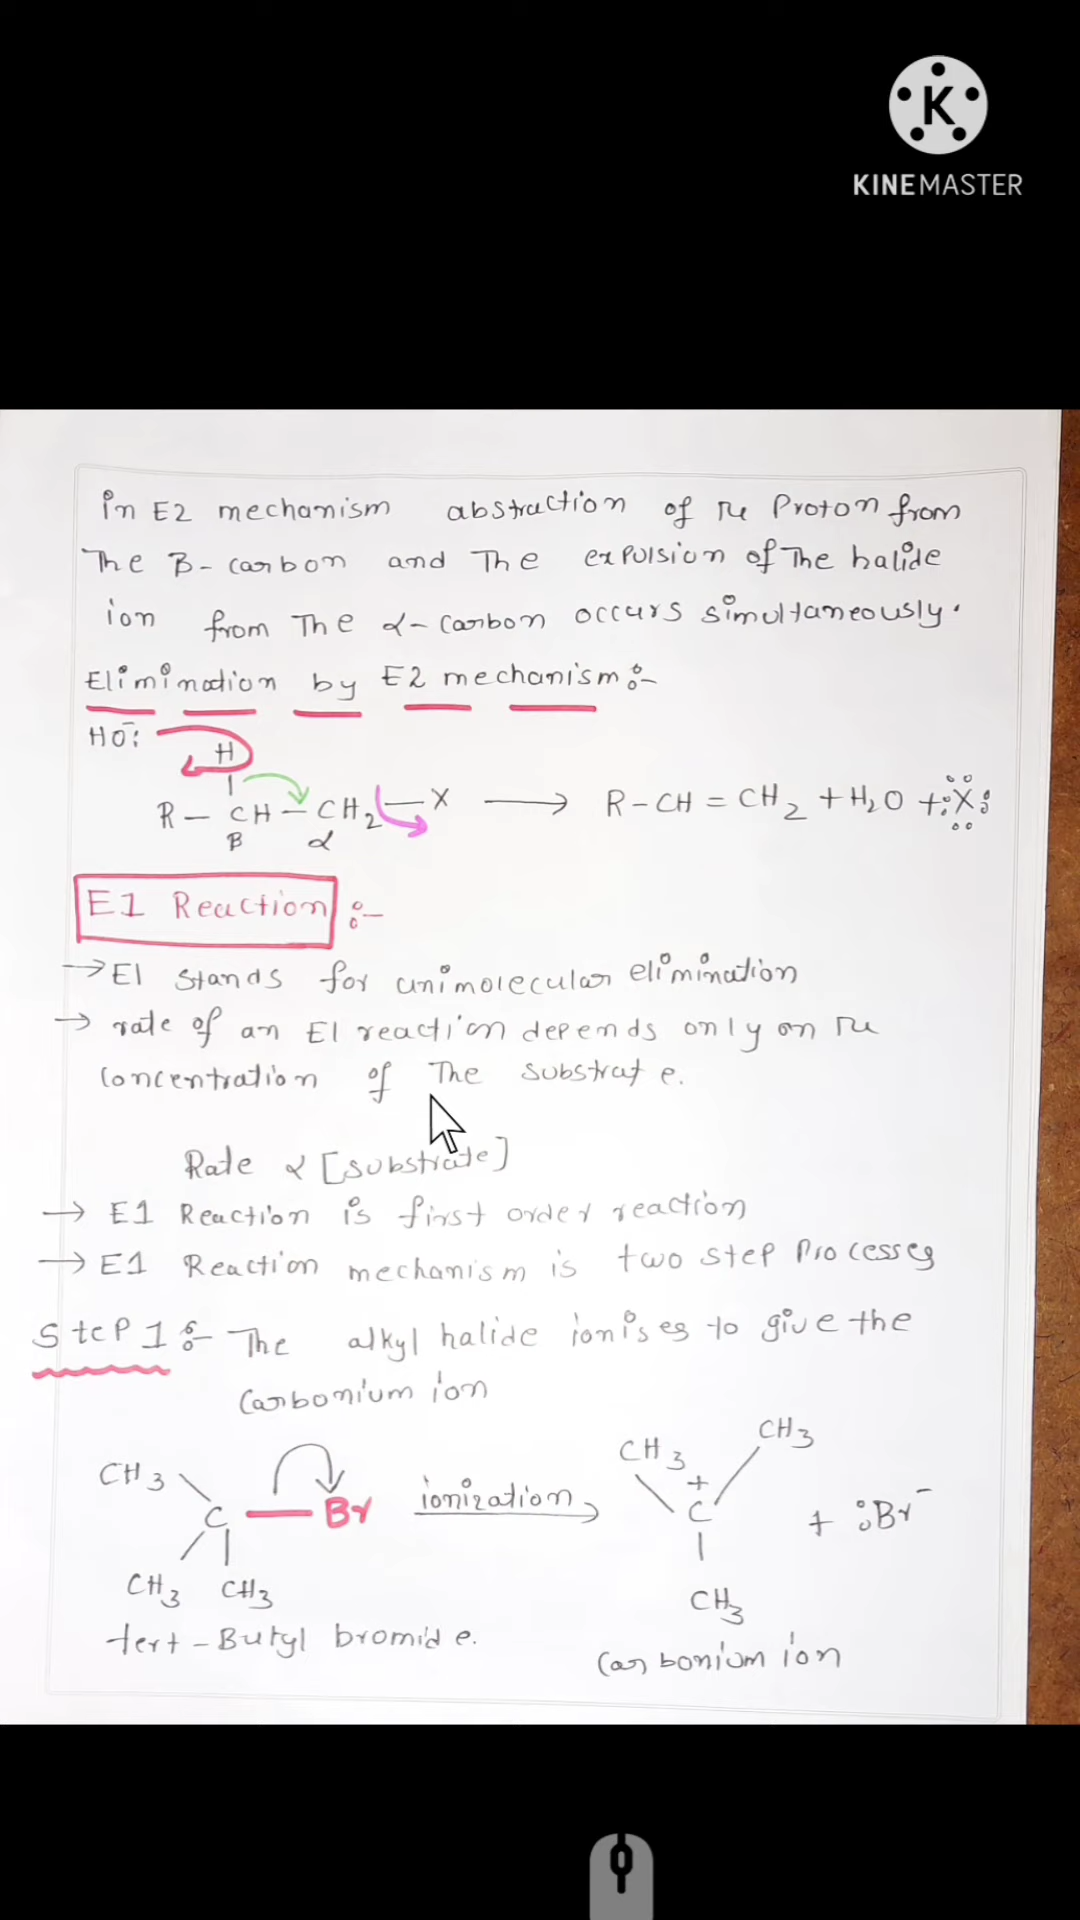 K
KINEMASTER
in E2 mechanism abstraction of the Proton from
The B-carbon and The expulsion of The halide
ion from The α-carbon occurs simultaneously.
Elimination by E2 mechanism:-
HO⁻:
H
R - CH - CH2 - X → R-CH = CH2 + H2O + :X:
B α
E1 Reaction :-
→ E1 stands for unimolecular elimination
→ rate of an E1 reaction depends only on the
Concentration of The substrate.
Rate α [substrate]
→ E1 Reaction is first order reaction
→ E1 Reaction mechanism is two step Processes
Step 1:- The alkyl halide ionises to give the
Carbonium ion
CH3 CH3 CH3
C - Br ionization → C+ + :Br⁻
CH3 CH3 CH3
tert-Butyl bromide.
Carbonium ion